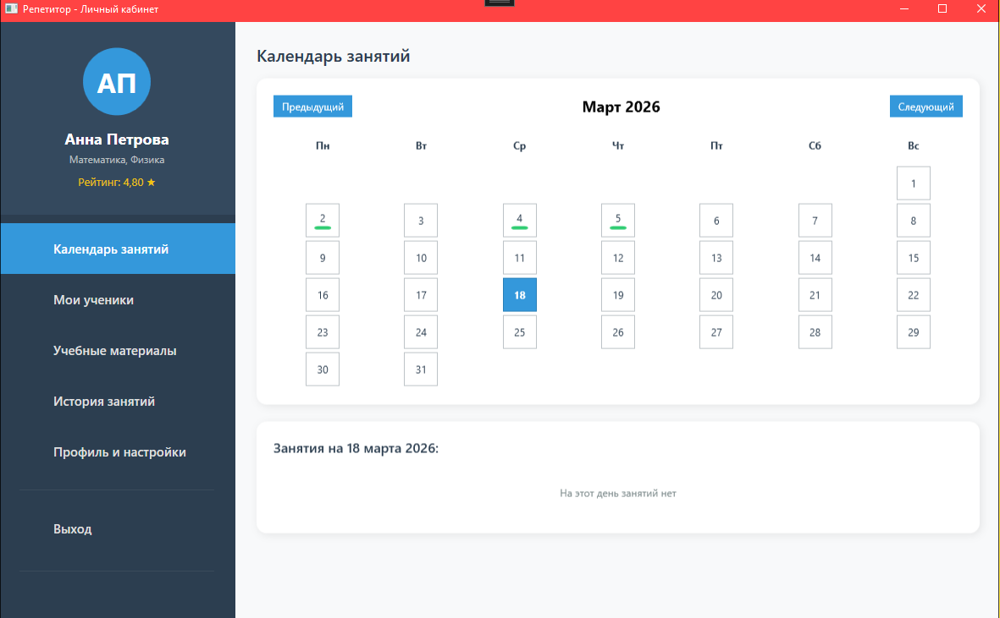 Репетитор - Личный кабинет
АП
Анна Петрова
Математика, Физика
Рейтинг: 4,80 ★
Календарь занятий
Мои ученики
Учебные материалы
История занятий
Профиль и настройки
Выход
Календарь занятий
Предыдущий Март 2026 Следующий
Пн Вт Ср Чт Пт Сб Вс
1
2 3 4 5 6 7 8
9 10 11 12 13 14 15
16 17 18 19 20 21 22
23 24 25 26 27 28 29
30 31
Занятия на 18 марта 2026:
На этот день занятий нет